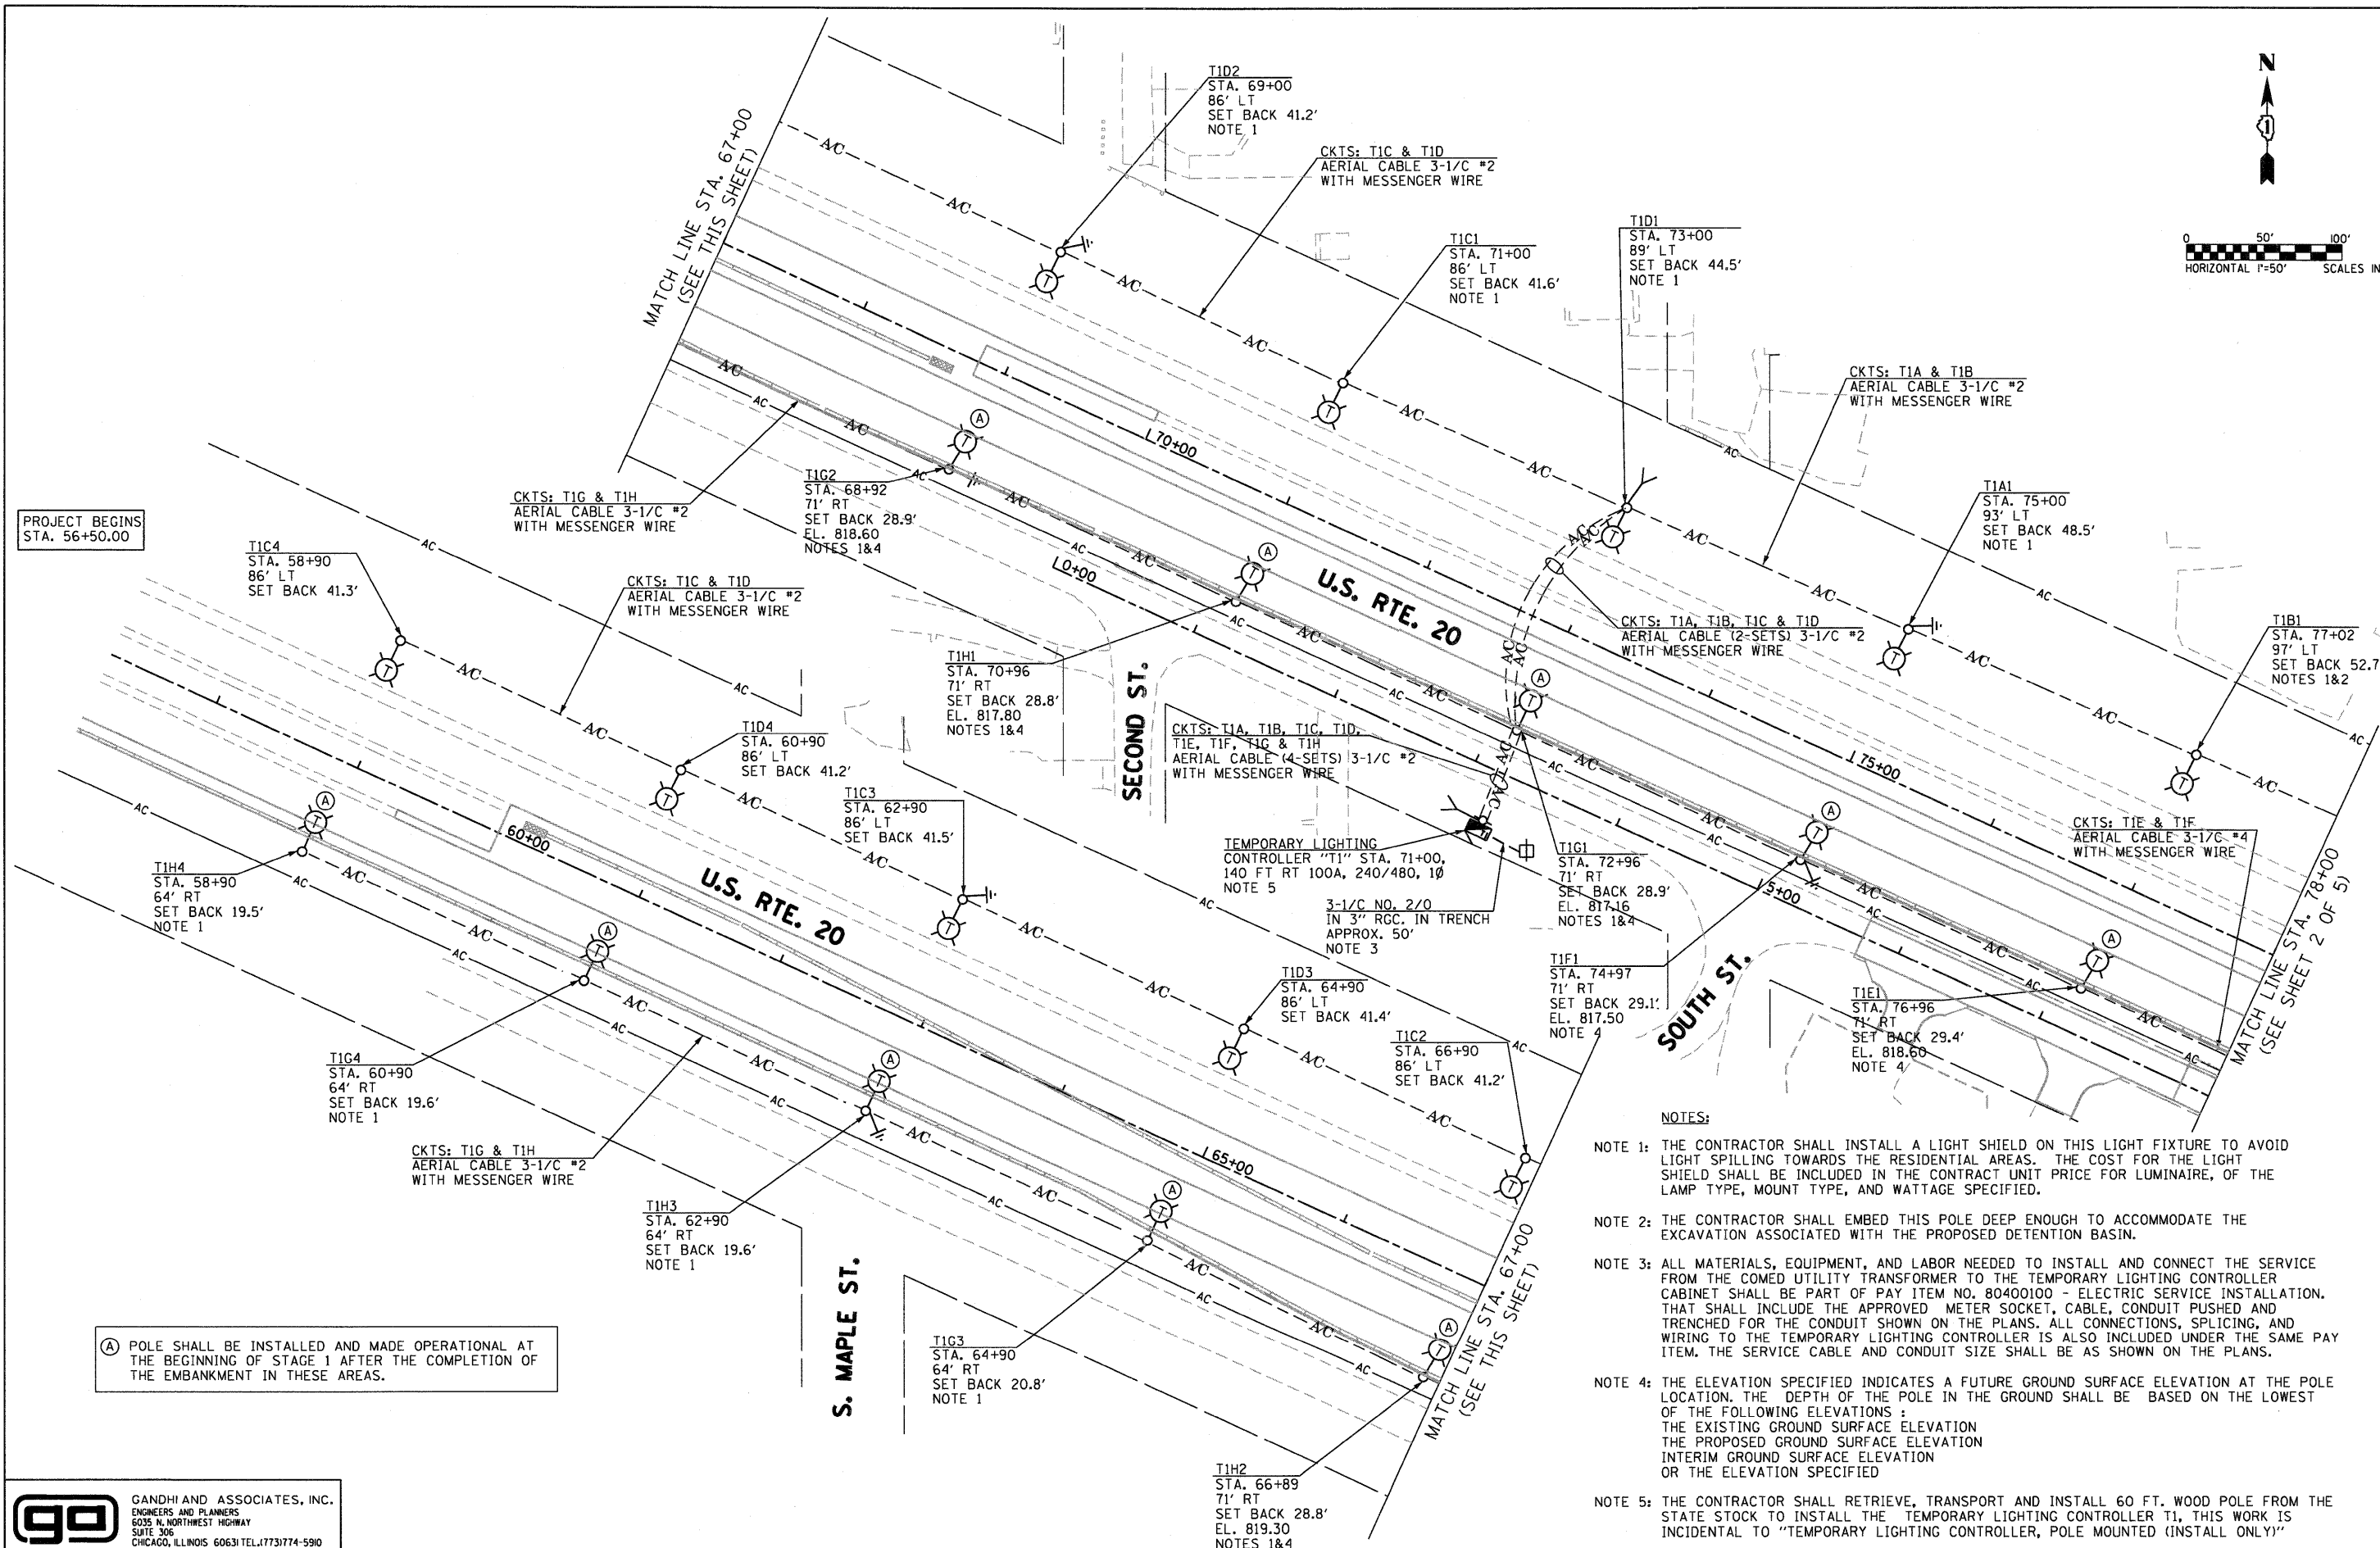 T1D2
STA. 69+00
86' LT
SET BACK 41.2'
NOTE 1
CKTS: T1C & T1D
AERIAL CABLE 3-1/C #2
WITH MESSENGER WIRE
T1C1
STA. 71+00
86' LT
SET BACK 41.6'
NOTE 1
T1D1
STA. 73+00
89' LT
SET BACK 44.5'
NOTE 1
N
0 50' 100'
HORIZONTAL 1"=50' SCALES IN
MATCH LINE STA. 67+00
(SEE THIS SHEET)
CKTS: T1A & T1B
AERIAL CABLE 3-1/C #2
WITH MESSENGER WIRE
T1A1
STA. 75+00
93' LT
SET BACK 48.5'
NOTE 1
T1B1
STA. 77+02
97' LT
SET BACK 52.7
NOTES 1&2
70+00
CKTS: T1G & T1H
AERIAL CABLE 3-1/C #2
WITH MESSENGER WIRE
T1G2
STA. 68+92
71' RT
SET BACK 28.9'
EL. 818.60
NOTES 1&4
0+00
U.S. RTE. 20
CKTS: T1A, T1B, T1C & T1D
AERIAL CABLE (2-SETS) 3-1/C #2
WITH MESSENGER WIRE
T1H1
STA. 70+96
71' RT
SET BACK 28.8'
EL. 817.80
NOTES 1&4
SECOND ST.
CKTS: T1A, T1B, T1C, T1D,
T1E, T1F, T1G & T1H
AERIAL CABLE (4-SETS) 3-1/C #2
WITH MESSENGER WIRE
75+00
CKTS: T1E & T1F
AERIAL CABLE 3-1/C #4
WITH MESSENGER WIRE
TEMPORARY LIGHTING
CONTROLLER "T1" STA. 71+00,
140 FT RT 100A, 240/480, 1Ø
NOTE 5
3-1/C NO. 2/0
IN 3" RGC. IN TRENCH
APPROX. 50'
NOTE 3
T1G1
STA. 72+96
71' RT
SET BACK 28.9'
EL. 817.16
NOTES 1&4
5+00
T1F1
STA. 74+97
71' RT
SET BACK 29.1'
EL. 817.50
NOTE 4
SOUTH ST.
T1E1
STA. 76+96
71' RT
SET BACK 29.4'
EL. 818.60
NOTE 4
MATCH LINE STA. 78+00
(SEE SHEET 2 OF 5)
PROJECT BEGINS
STA. 56+50.00
T1C4
STA. 58+90
86' LT
SET BACK 41.3'
CKTS: T1C & T1D
AERIAL CABLE 3-1/C #2
WITH MESSENGER WIRE
T1D4
STA. 60+90
86' LT
SET BACK 41.2'
T1C3
STA. 62+90
86' LT
SET BACK 41.5'
60+00
U.S. RTE. 20
T1H4
STA. 58+90
64' RT
SET BACK 19.5'
NOTE 1
T1D3
STA. 64+90
86' LT
SET BACK 41.4'
T1C2
STA. 66+90
86' LT
SET BACK 41.2'
T1G4
STA. 60+90
64' RT
SET BACK 19.6'
NOTE 1
CKTS: T1G & T1H
AERIAL CABLE 3-1/C #2
WITH MESSENGER WIRE
65+00
T1H3
STA. 62+90
64' RT
SET BACK 19.6'
NOTE 1
S. MAPLE ST.
T1G3
STA. 64+90
64' RT
SET BACK 20.8'
NOTE 1
MATCH LINE STA. 67+00
(SEE THIS SHEET)
T1H2
STA. 66+89
71' RT
SET BACK 28.8'
EL. 819.30
NOTES 1&4
A POLE SHALL BE INSTALLED AND MADE OPERATIONAL AT
THE BEGINNING OF STAGE 1 AFTER THE COMPLETION OF
THE EMBANKMENT IN THESE AREAS.
NOTES:
NOTE 1: THE CONTRACTOR SHALL INSTALL A LIGHT SHIELD ON THIS LIGHT FIXTURE TO AVOID
LIGHT SPILLING TOWARDS THE RESIDENTIAL AREAS. THE COST FOR THE LIGHT
SHIELD SHALL BE INCLUDED IN THE CONTRACT UNIT PRICE FOR LUMINAIRE, OF THE
LAMP TYPE, MOUNT TYPE, AND WATTAGE SPECIFIED.
NOTE 2: THE CONTRACTOR SHALL EMBED THIS POLE DEEP ENOUGH TO ACCOMMODATE THE
EXCAVATION ASSOCIATED WITH THE PROPOSED DETENTION BASIN.
NOTE 3: ALL MATERIALS, EQUIPMENT, AND LABOR NEEDED TO INSTALL AND CONNECT THE SERVICE
FROM THE COMED UTILITY TRANSFORMER TO THE TEMPORARY LIGHTING CONTROLLER
CABINET SHALL BE PART OF PAY ITEM NO. 80400100 - ELECTRIC SERVICE INSTALLATION.
THAT SHALL INCLUDE THE APPROVED METER SOCKET, CABLE, CONDUIT PUSHED AND
TRENCHED FOR THE CONDUIT SHOWN ON THE PLANS. ALL CONNECTIONS, SPLICING, AND
WIRING TO THE TEMPORARY LIGHTING CONTROLLER IS ALSO INCLUDED UNDER THE SAME PAY
ITEM. THE SERVICE CABLE AND CONDUIT SIZE SHALL BE AS SHOWN ON THE PLANS.
NOTE 4: THE ELEVATION SPECIFIED INDICATES A FUTURE GROUND SURFACE ELEVATION AT THE POLE
LOCATION. THE DEPTH OF THE POLE IN THE GROUND SHALL BE BASED ON THE LOWEST
OF THE FOLLOWING ELEVATIONS :
THE EXISTING GROUND SURFACE ELEVATION
THE PROPOSED GROUND SURFACE ELEVATION
INTERIM GROUND SURFACE ELEVATION
OR THE ELEVATION SPECIFIED
NOTE 5: THE CONTRACTOR SHALL RETRIEVE, TRANSPORT AND INSTALL 60 FT. WOOD POLE FROM THE
STATE STOCK TO INSTALL THE TEMPORARY LIGHTING CONTROLLER T1, THIS WORK IS
INCIDENTAL TO "TEMPORARY LIGHTING CONTROLLER, POLE MOUNTED (INSTALL ONLY)"
ga
GANDHI AND ASSOCIATES, INC.
ENGINEERS AND PLANNERS
6035 N. NORTHWEST HIGHWAY
SUITE 306
CHICAGO, ILLINOIS 60631 TEL.(773)774-5910